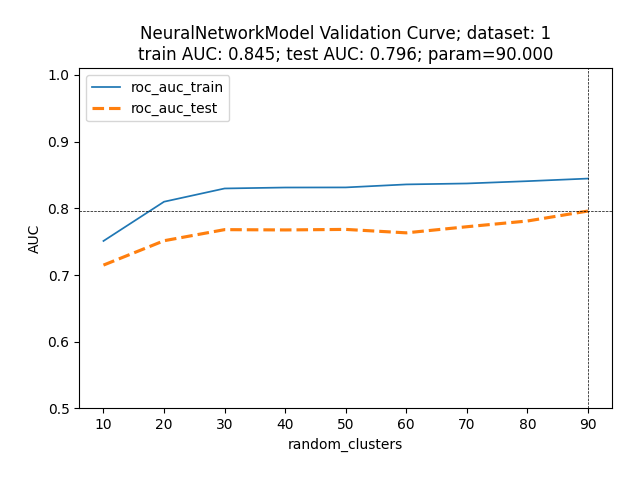 NeuralNetworkModel Validation Curve; dataset: 1
train AUC: 0.845; test AUC: 0.796; param=90.000
1.0
roc_auc_train
roc_auc_test
0.9
0.8
AUC
0.7
0.6
0.5
10 20 30 40 50 60 70 80 90
random_clusters